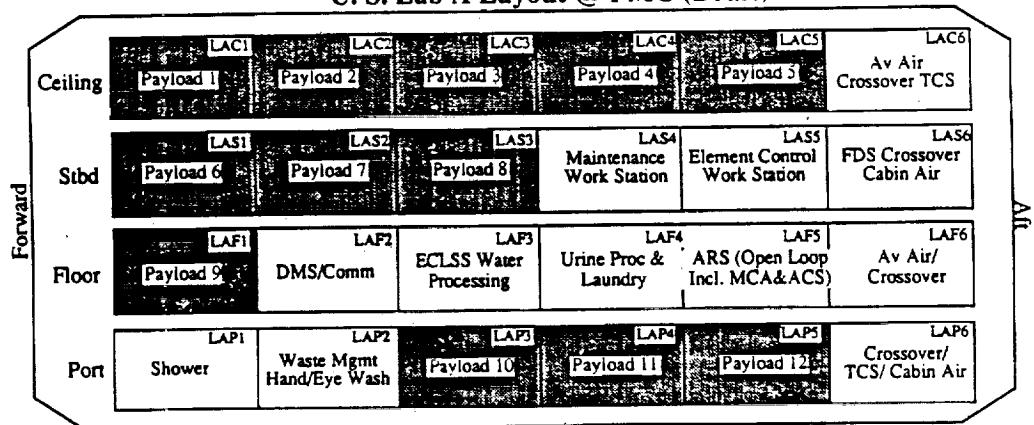 Forward
Aft
Ceiling
LAC1 LAC2 LAC3 LAC4 LAC5 LAC6
Payload 1 Payload 2 Payload 3 Payload 4 Payload 5 Av Air
Crossover TCS
Stbd
LAS1 LAS2 LAS3 LAS4 LAS5 LAS6
Payload 6 Payload 7 Payload 8 Maintenance Element Control FDS Crossover
Work Station Work Station Cabin Air
Floor
LAF1 LAF2 LAF3 LAF4 LAF5 LAF6
Payload 9 DMS/Comm ECLSS Water Urine Proc & ARS (Open Loop Av Air/
Processing Laundry Incl. MCA&ACS) Crossover
Port
LAP1 LAP2 LAP3 LAP4 LAP5 LAP6
Shower Waste Mgmt Payload 10 Payload 11 Payload 12 Crossover/
Hand/Eye Wash TCS/ Cabin Air